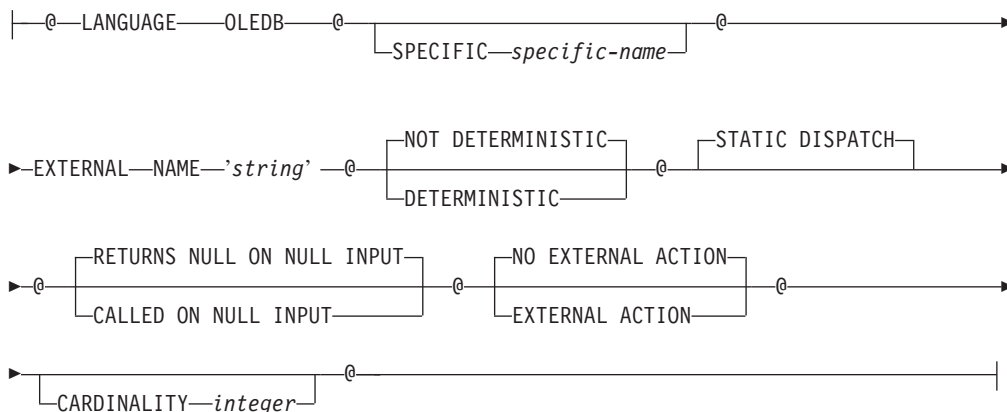 @ LANGUAGE OLEDB @ @
SPECIFIC specific-name
NOT DETERMINISTIC STATIC DISPATCH
EXTERNAL NAME 'string' @ @
DETERMINISTIC
RETURNS NULL ON NULL INPUT NO EXTERNAL ACTION
@ @ @
CALLED ON NULL INPUT EXTERNAL ACTION
@
CARDINALITY integer